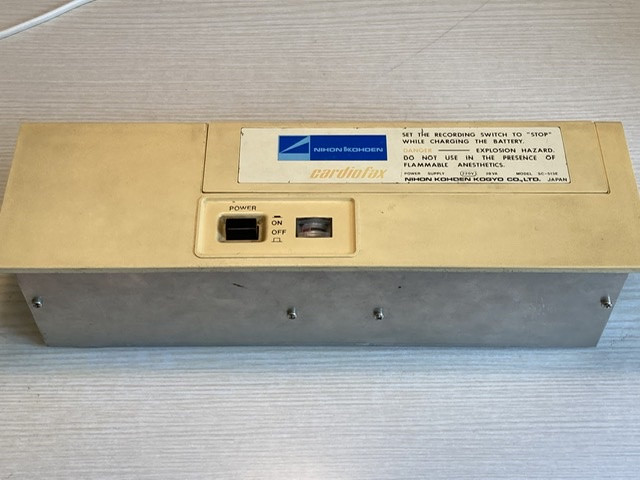 NIHON KOHDEN
cardiofax
SET THE RECORDING SWITCH TO "STOP"
WHILE CHARGING THE BATTERY.
DANGER EXPLOSION HAZARD.
DO NOT USE IN THE PRESENCE OF
FLAMMABLE ANESTHETICS.
POWER SUPPLY MODEL
NIHON KOHDEN KOGYO CO., LTD. JAPAN
POWER
ON
OFF